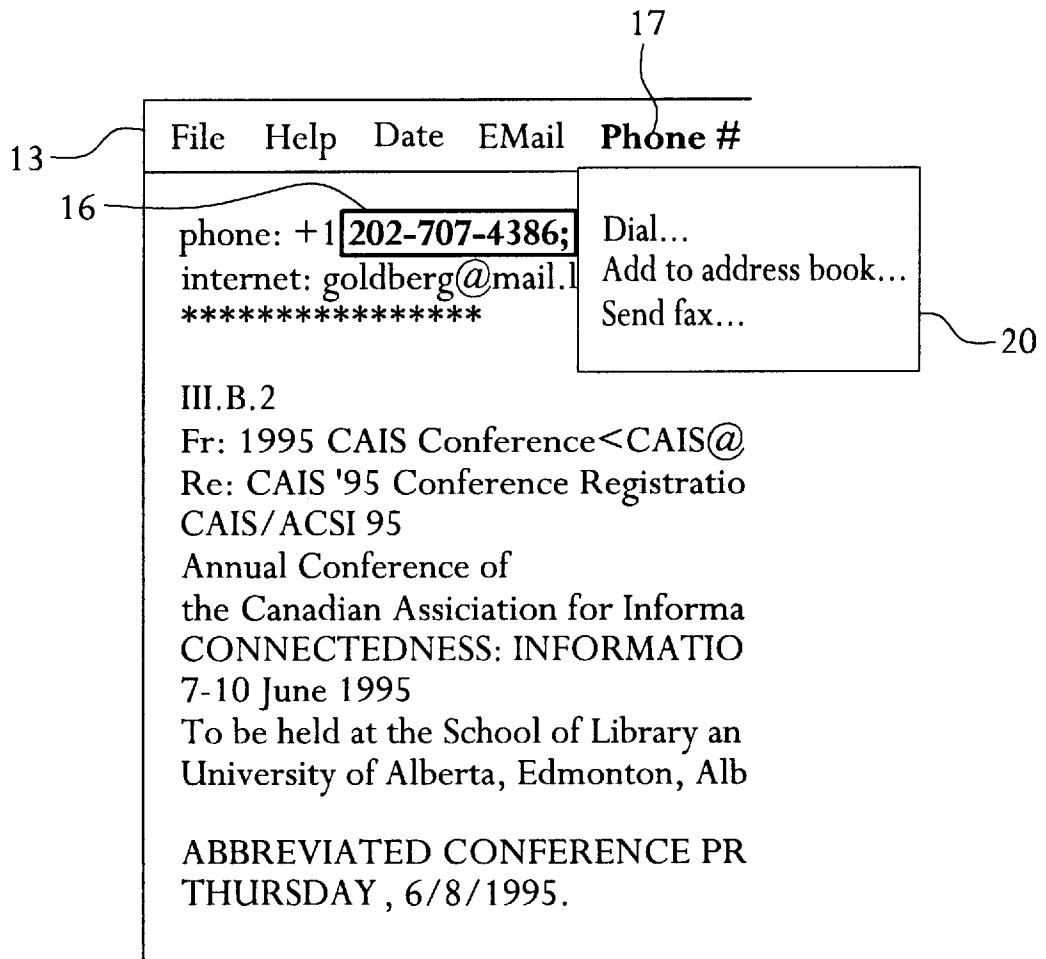 17
13
File Help Date EMail Phone #
16
phone: +1 202-707-4386;
internet: goldberg@mail.l
****************
Dial...
Add to address book...
Send fax...
20
III.B.2
Fr: 1995 CAIS Conference<CAIS@
Re: CAIS '95 Conference Registratio
CAIS/ACSI 95
Annual Conference of
the Canadian Assiciation for Informa
CONNECTEDNESS: INFORMATIO
7-10 June 1995
To be held at the School of Library an
University of Alberta, Edmonton, Alb
ABBREVIATED CONFERENCE PR
THURSDAY, 6/8/1995.